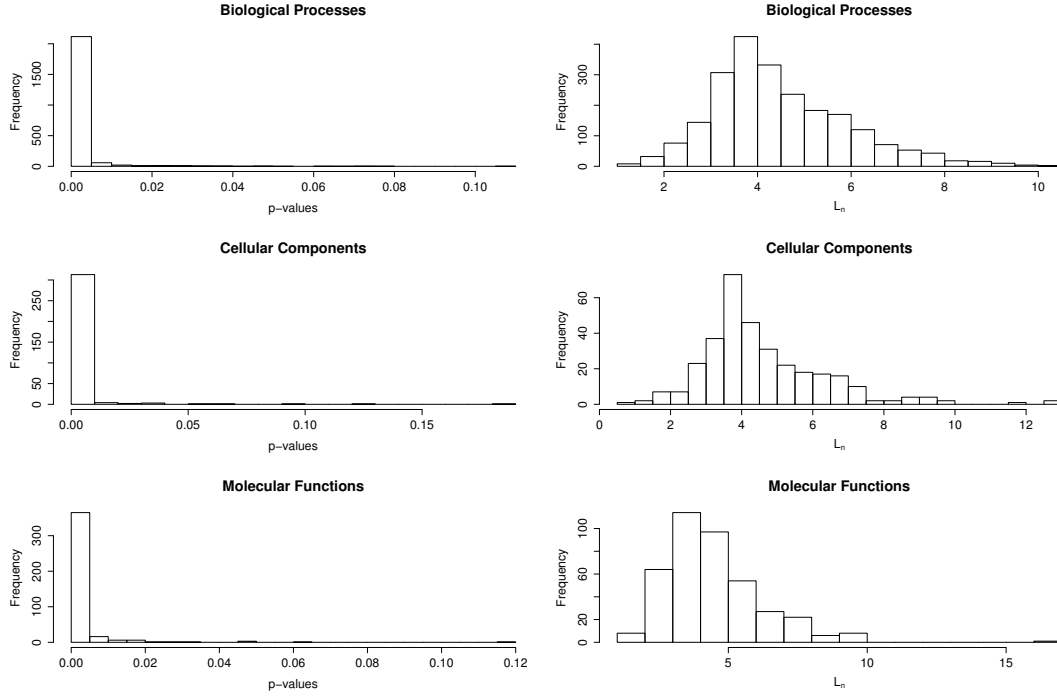 Biological Processes
Frequency
0 500 1500
0.00 0.02 0.04 0.06 0.08 0.10
p−values
Biological Processes
Frequency
0 100 300
2 4 6 8 10
Lₙ
Cellular Components
Frequency
0 50 150 250
0.00 0.05 0.10 0.15
p−values
Cellular Components
Frequency
0 20 40 60
0 2 4 6 8 10 12
Lₙ
Molecular Functions
Frequency
0 100 200 300
0.00 0.02 0.04 0.06 0.08 0.10 0.12
p−values
Molecular Functions
Frequency
0 20 60 100
5 10 15
Lₙ